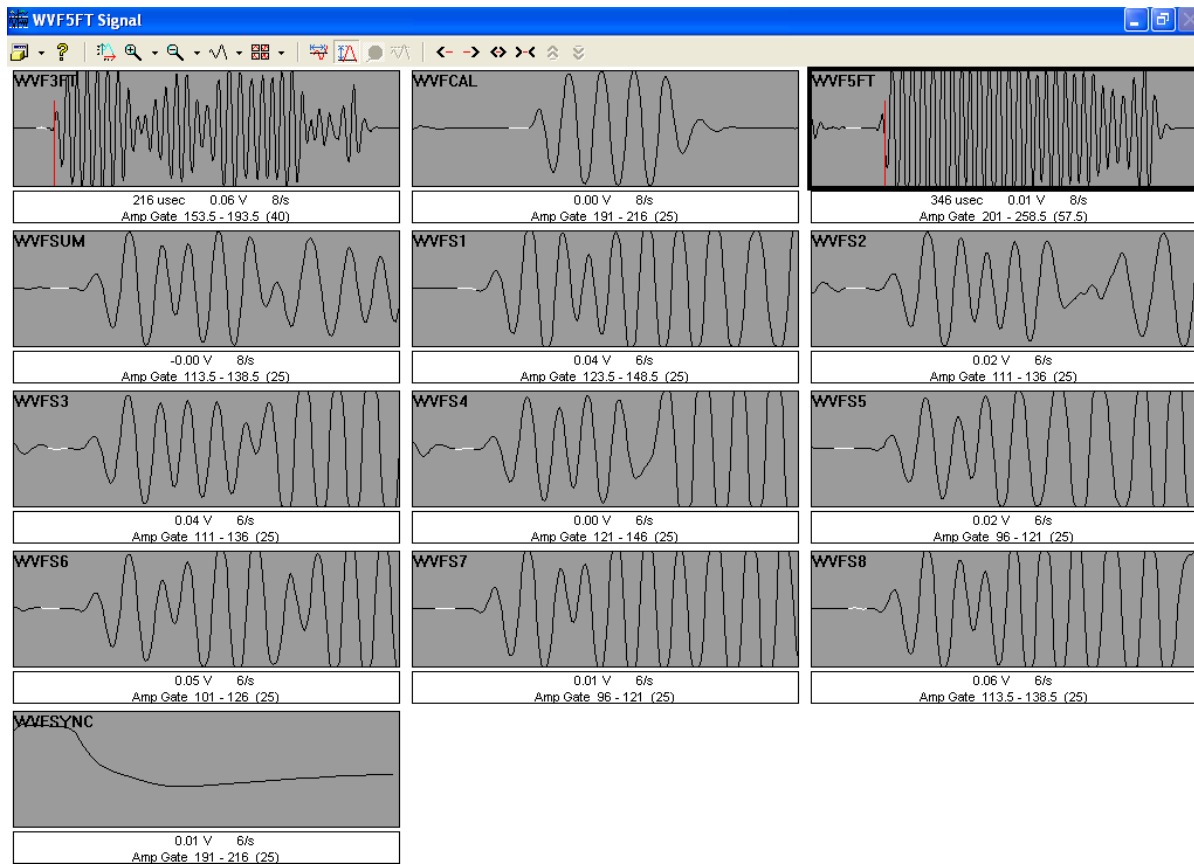 WVF5FT Signal
WVF3FT
216 usec 0.06 V 8/s
Amp Gate 153.5 - 193.5 (40)
WVFCAL
0.00 V 8/s
Amp Gate 191 - 216 (25)
WVF5FT
346 usec 0.01 V 8/s
Amp Gate 201 - 258.5 (57.5)
WVFSUM
-0.00 V 8/s
Amp Gate 113.5 - 138.5 (25)
WVFS1
0.04 V 6/s
Amp Gate 123.5 - 148.5 (25)
WVFS2
0.02 V 6/s
Amp Gate 111 - 136 (25)
WVFS3
0.04 V 6/s
Amp Gate 111 - 136 (25)
WVFS4
0.00 V 6/s
Amp Gate 121 - 146 (25)
WVFS5
0.02 V 6/s
Amp Gate 96 - 121 (25)
WVFS6
0.05 V 6/s
Amp Gate 101 - 126 (25)
WVFS7
0.01 V 6/s
Amp Gate 96 - 121 (25)
WVFS8
0.06 V 6/s
Amp Gate 113.5 - 138.5 (25)
WVFSYNC
0.01 V 6/s
Amp Gate 191 - 216 (25)